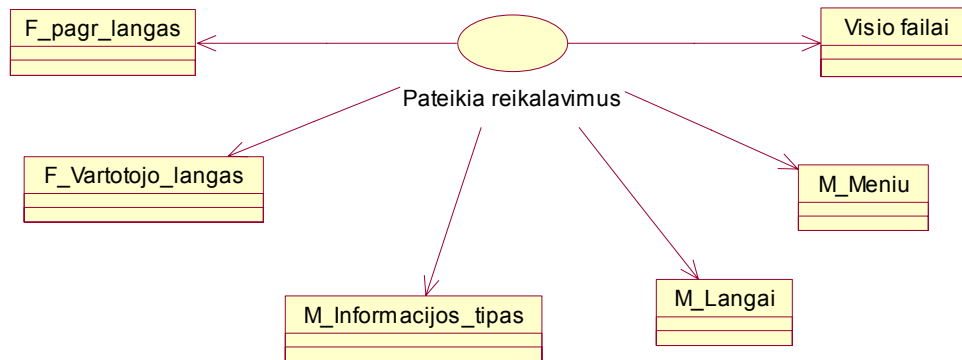 F_pagr_langas
Visio failai
Pateikia reikalavimus
F_Vartotojo_langas
M_Meniu
M_Informacijos_tipas
M_Langai